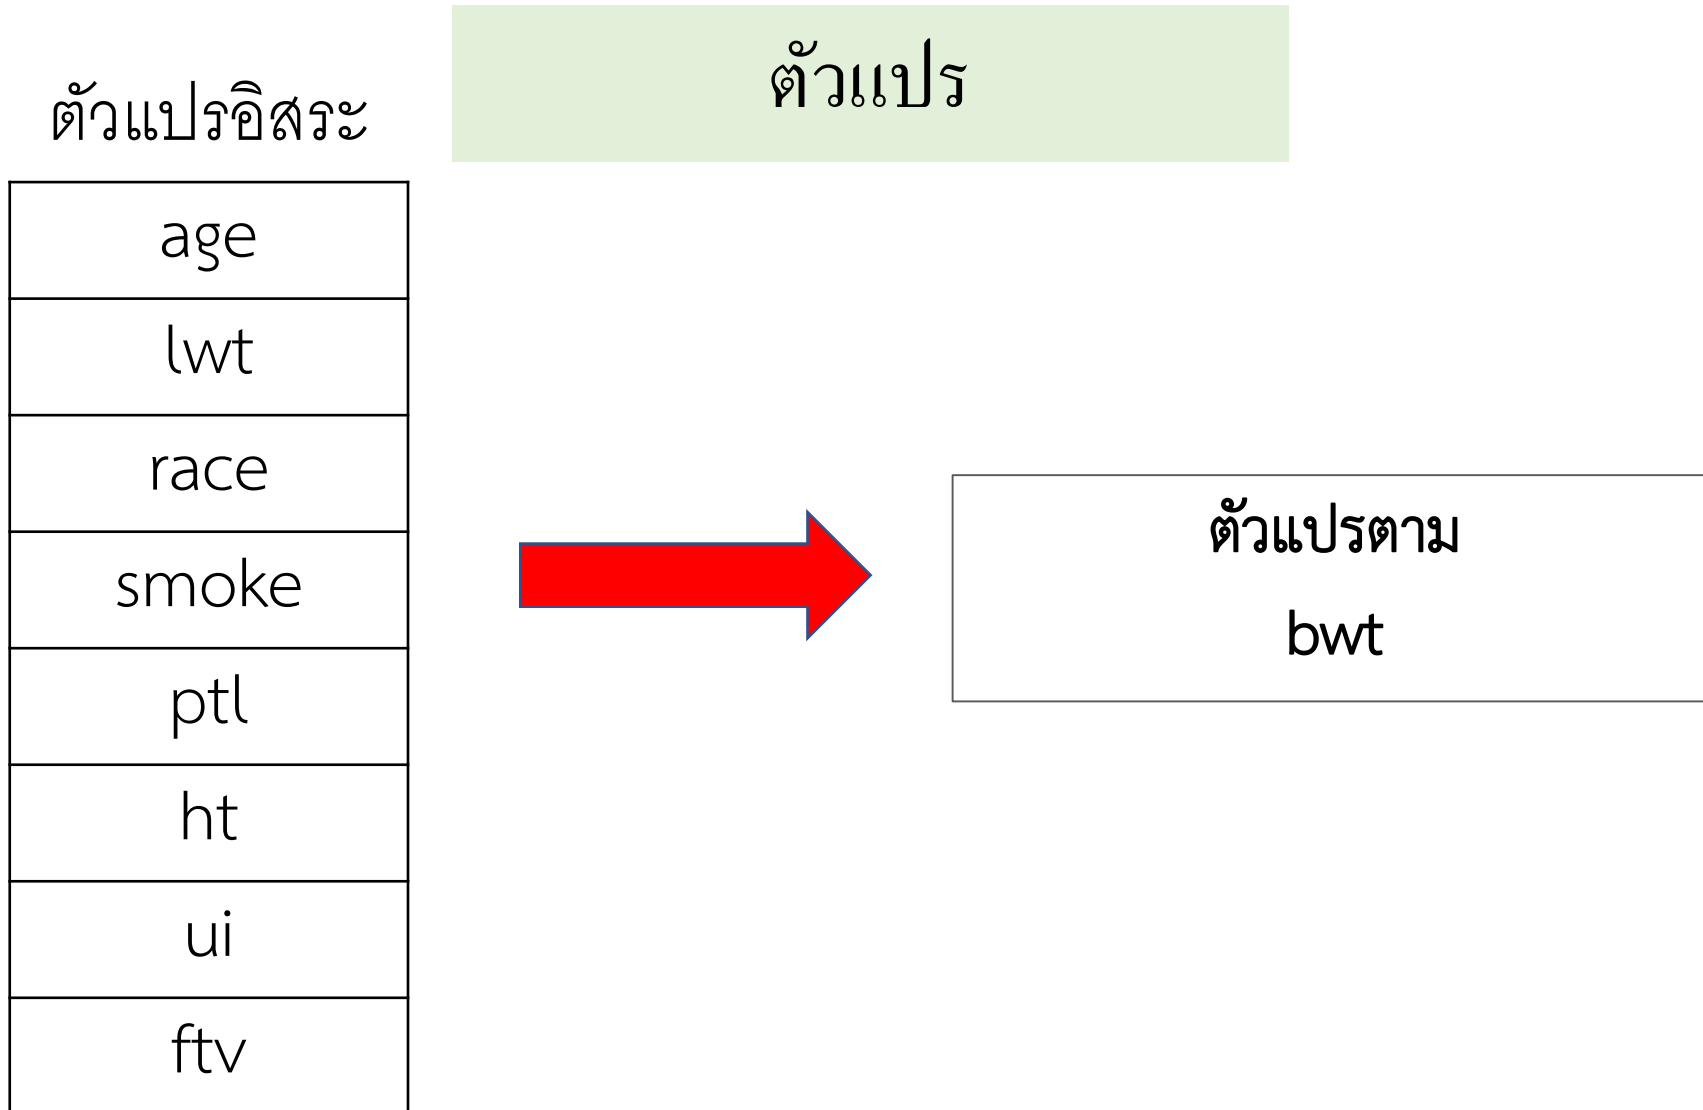 ตัวแปร
ตัวแปรอิสระ
age
lwt
race
smoke
ptl
ht
ui
ftv
ตัวแปรตาม
bwt